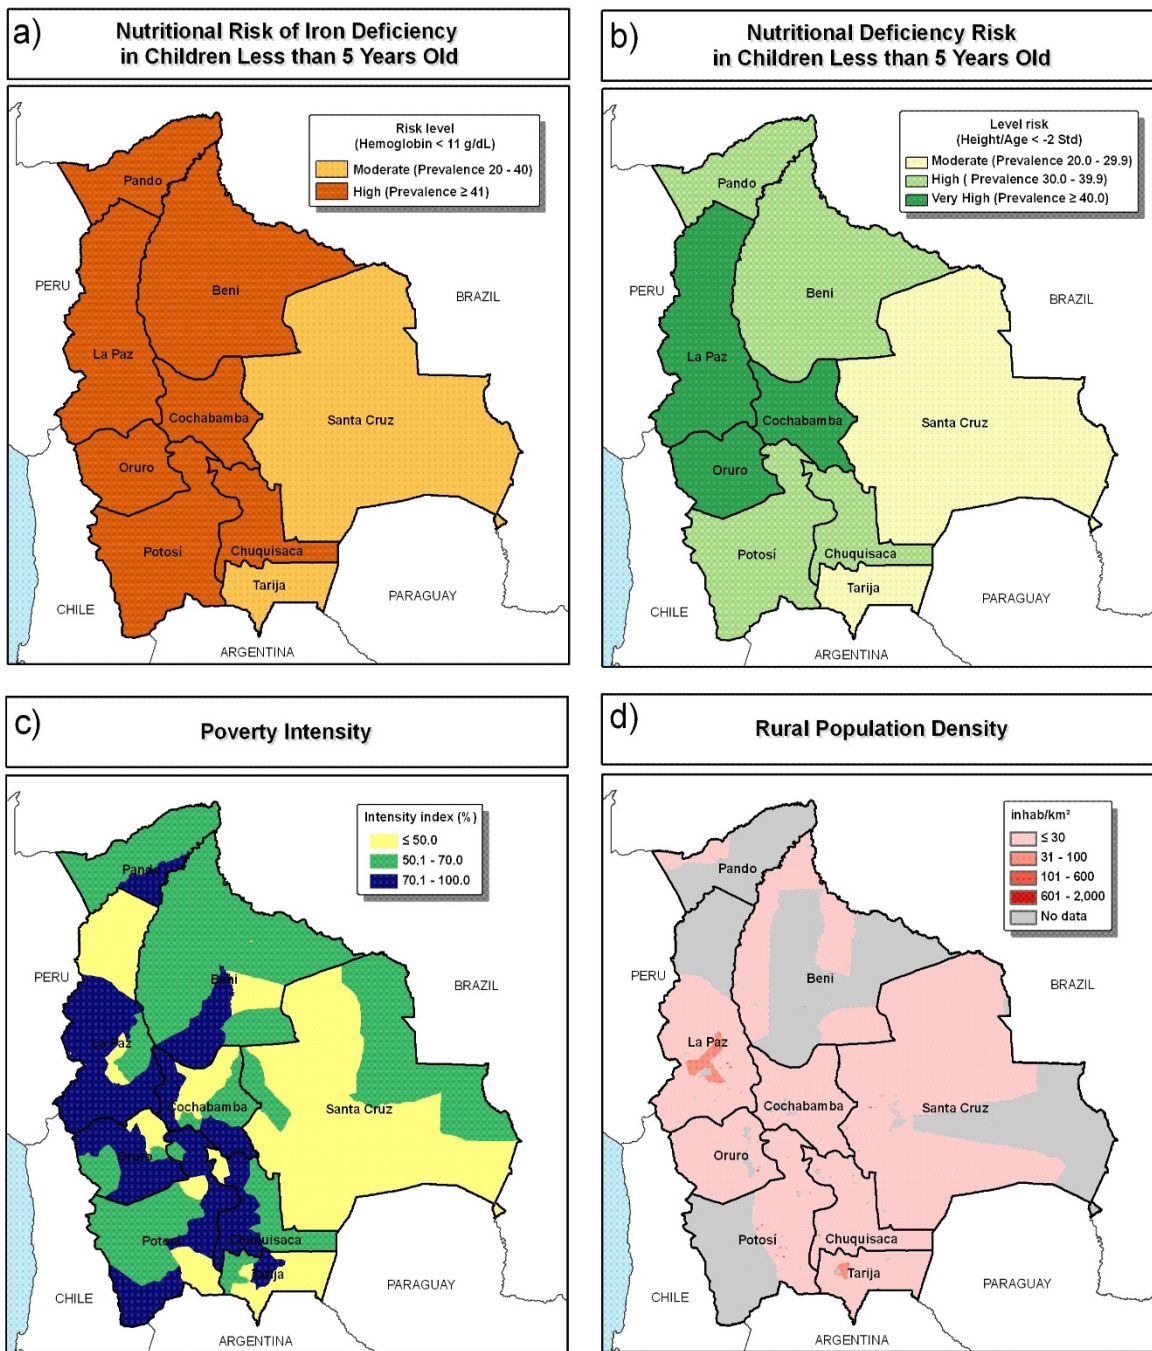 a)
Nutritional Risk of Iron Deficiency
in Children Less than 5 Years Old
Risk level
(Hemoglobin < 11 g/dL)
Moderate (Prevalence 20 - 40)
High (Prevalence ≥ 41)
Pando
PERU
Beni
BRAZIL
La Paz
Cochabamba
Santa Cruz
Oruro
Potosí
Chuquisaca
Tarija
CHILE
PARAGUAY
ARGENTINA
b)
Nutritional Deficiency Risk
in Children Less than 5 Years Old
Level risk
(Height/Age < -2 Std)
Moderate (Prevalence 20.0 - 29.9)
High ( Prevalence 30.0 - 39.9)
Very High (Prevalence ≥ 40.0)
Pando
PERU
Beni
BRAZIL
La Paz
Cochabamba
Santa Cruz
Oruro
Potosí
Chuquisaca
Tarija
CHILE
PARAGUAY
ARGENTINA
c)
Poverty Intensity
Intensity index (%)
≤ 50.0
50.1 - 70.0
70.1 - 100.0
Pando
PERU
Beni
BRAZIL
La Paz
Cochabamba
Santa Cruz
Oruro
Potosí
Chuquisaca
Tarija
CHILE
PARAGUAY
ARGENTINA
d)
Rural Population Density
inhab/km²
≤ 30
31 - 100
101 - 600
601 - 2,000
No data
Pando
PERU
Beni
BRAZIL
La Paz
Cochabamba
Santa Cruz
Oruro
Potosí
Chuquisaca
Tarija
CHILE
PARAGUAY
ARGENTINA